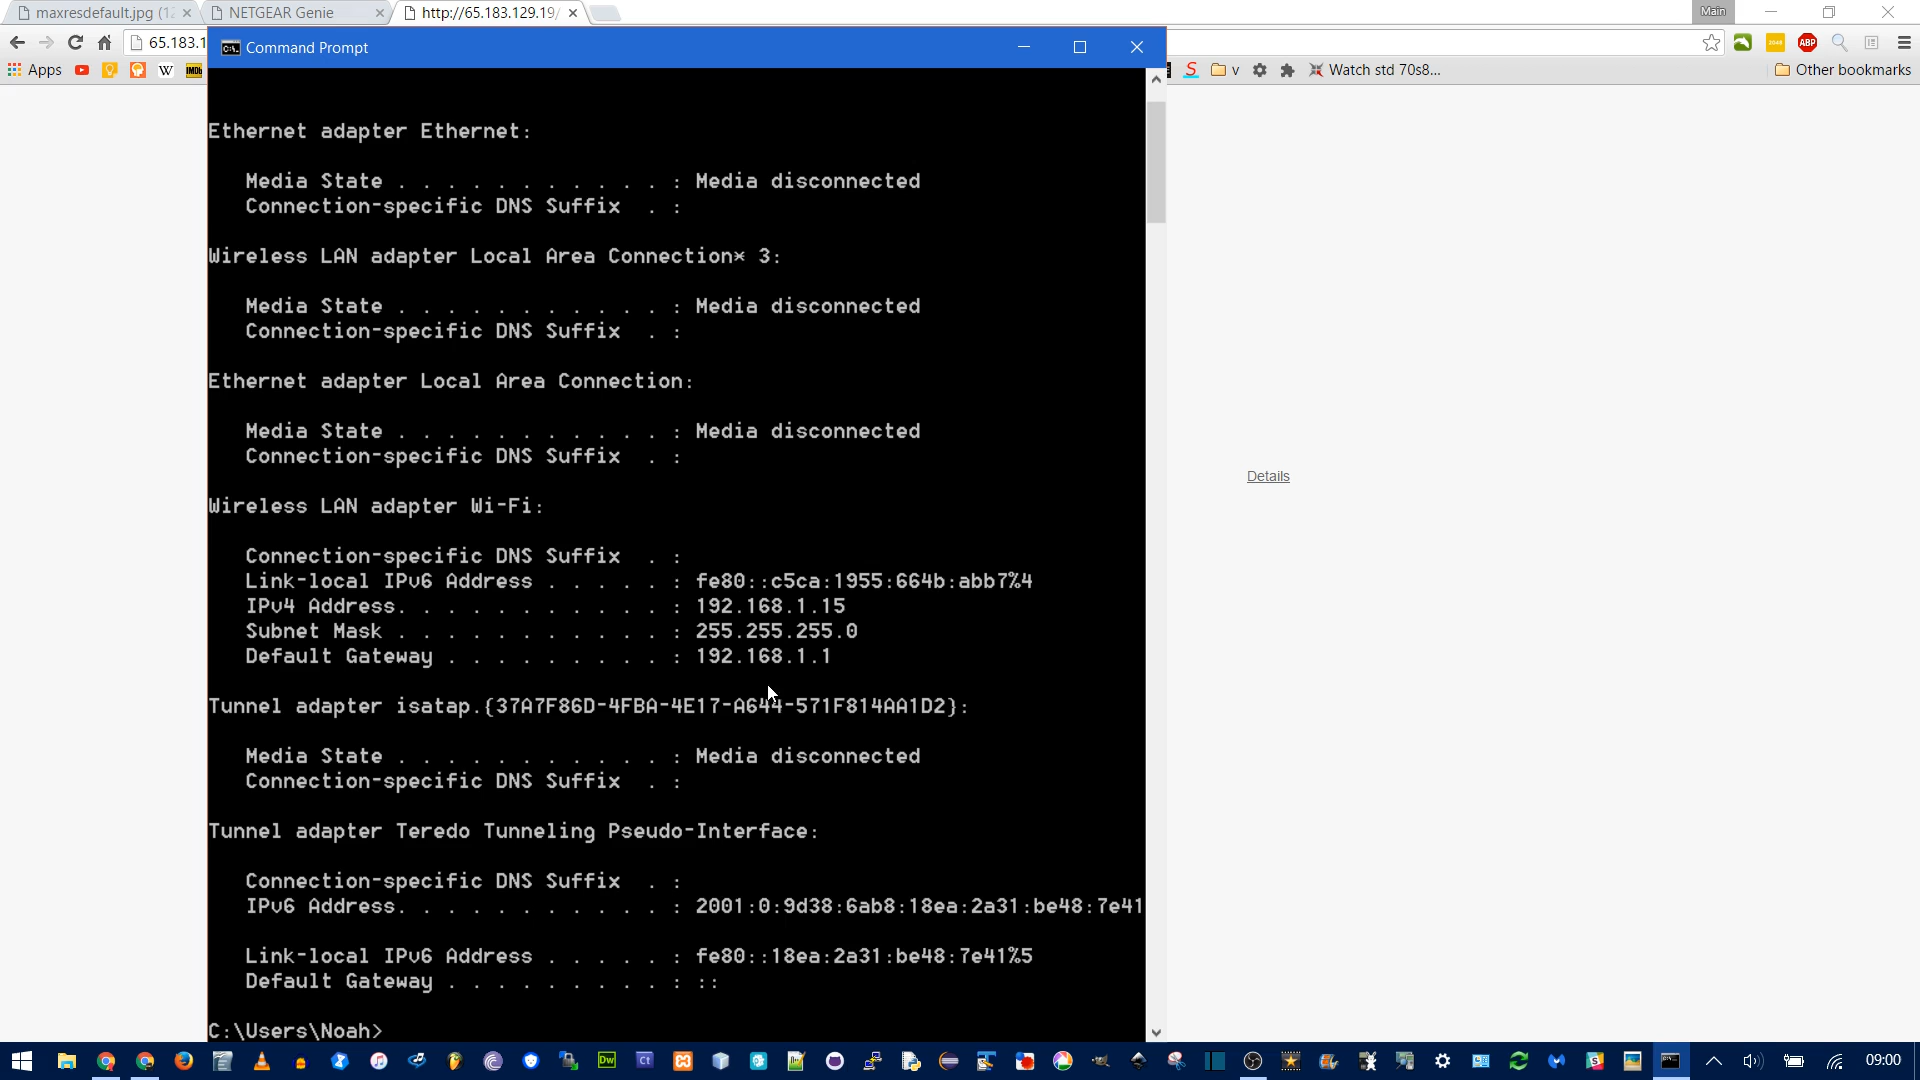 maxresdefault.jpg (12
NETGEAR Genie
http://65.183.129.19/
Main
65.183.1
Apps
W
IMDb
S
v
Watch std 70s8...
Other bookmarks
ABP
Command Prompt
Ethernet adapter Ethernet:
Media State . . . . . . . . . . . : Media disconnected
Connection-specific DNS Suffix  . :
Wireless LAN adapter Local Area Connection* 3:
Media State . . . . . . . . . . . : Media disconnected
Connection-specific DNS Suffix  . :
Ethernet adapter Local Area Connection:
Media State . . . . . . . . . . . : Media disconnected
Connection-specific DNS Suffix  . :
Details
Wireless LAN adapter Wi-Fi:
Connection-specific DNS Suffix  . :
Link-local IPv6 Address . . . . . : fe80::c5ca:1955:664b:abb7%4
IPv4 Address. . . . . . . . . . . : 192.168.1.15
Subnet Mask . . . . . . . . . . . : 255.255.255.0
Default Gateway . . . . . . . . . : 192.168.1.1
Tunnel adapter isatap.{37A7F86D-4FBA-4E17-A644-571F814AA1D2}:
Media State . . . . . . . . . . . : Media disconnected
Connection-specific DNS Suffix  . :
Tunnel adapter Teredo Tunneling Pseudo-Interface:
Connection-specific DNS Suffix  . :
IPv6 Address. . . . . . . . . . . : 2001:0:9d38:6ab8:18ea:2a31:be48:7e41
Link-local IPv6 Address . . . . . : fe80::18ea:2a31:be48:7e41%5
Default Gateway . . . . . . . . . : ::
C:\Users\Noah>
Dw
Ct
09:00